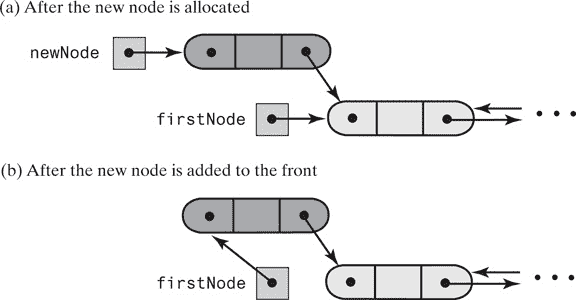 (a) After the new node is allocated
newNode
firstNode
(b) After the new node is added to the front
firstNode